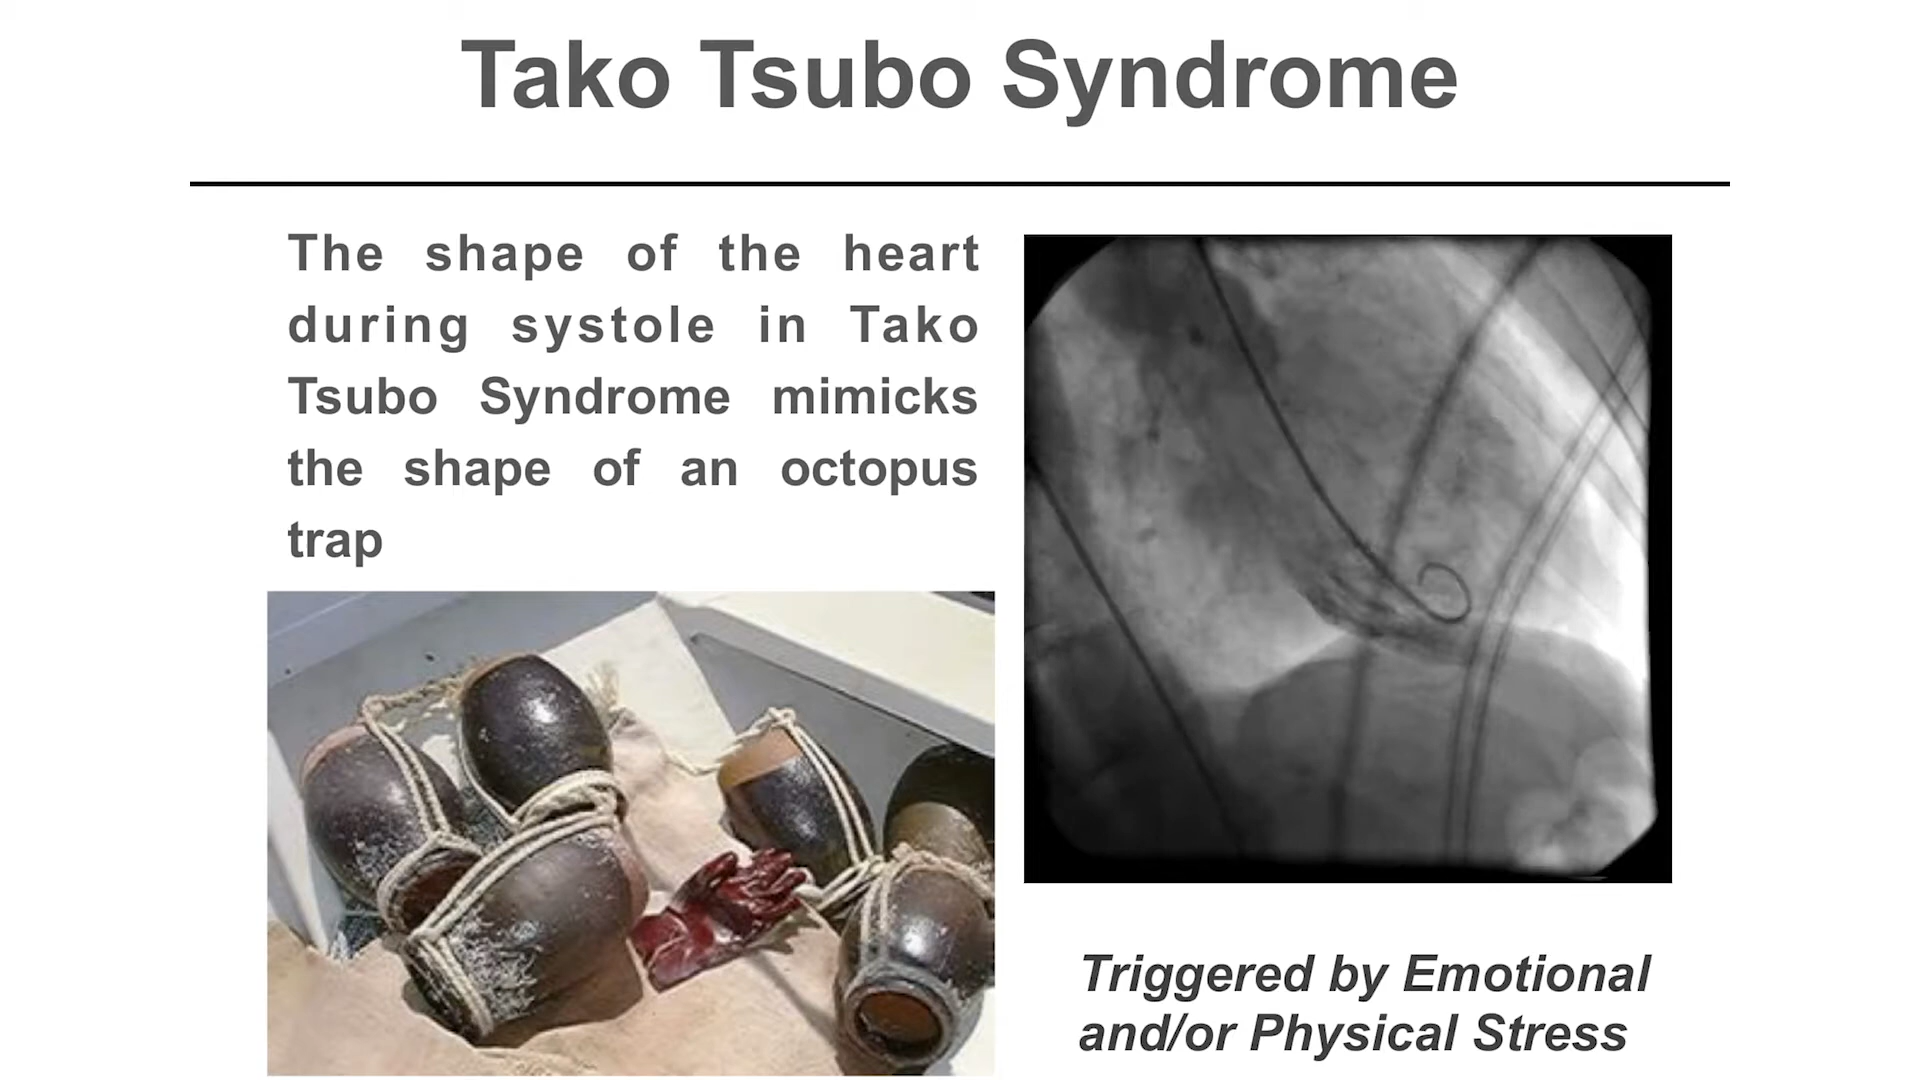 Tako Tsubo Syndrome
The shape of the heart
during systole in Tako
Tsubo Syndrome mimicks
the shape of an octopus
trap
Triggered by Emotional
and/or Physical Stress